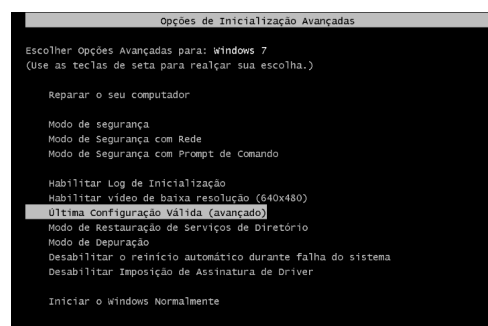 Opções de Inicialização Avançadas
Escolher Opções Avançadas para: Windows 7
(Use as teclas de seta para realçar sua escolha.)
Reparar o seu computador
Modo de segurança
Modo de Segurança com Rede
Modo de Segurança com Prompt de Comando
Habilitar Log de Inicialização
Habilitar vídeo de baixa resolução (640x480)
Última Configuração Válida (avançado)
Modo de Restauração de Serviços de Diretório
Modo de Depuração
Desabilitar o reinício automático durante falha do sistema
Desabilitar Imposição de Assinatura de Driver
Iniciar o Windows Normalmente